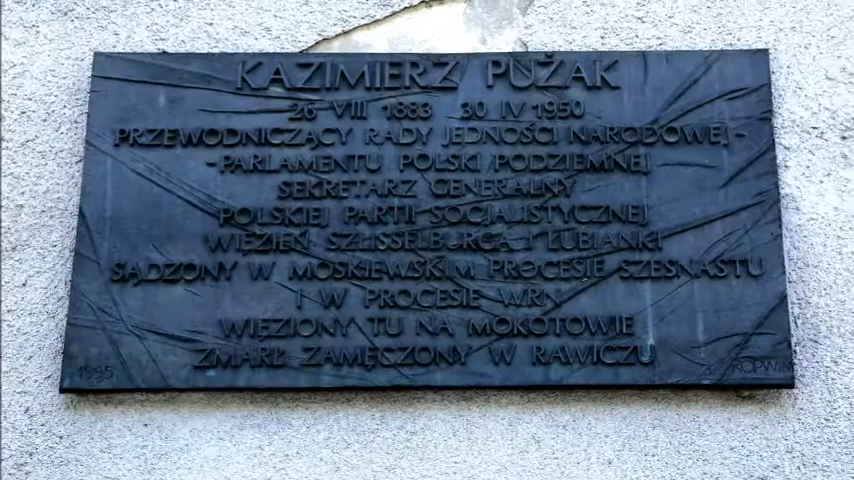 KAZIMIERZ PUŻAK
26 VIII 1883 30 IV 1950
PRZEWODNICZĄCY RADY JEDNOŚCI NARODOWEJ -
- PARLAMENTU POLSKI PODZIEMNEJ
SEKRETARZ GENERALNY
POLSKIEJ PARTII SOCJALISTYCZNEJ
WIĘZIEŃ SZLISSELBURGA I ŁUBIANKI
SĄDZONY W MOSKIEWSKIM PROCESIE SZESNASTU
I W PROCESIE WRN
WIĘZIONY TU NA MOKOTOWIE
ZMARŁ ZAMĘCZONY W RAWICZU
1995 ROPWIM